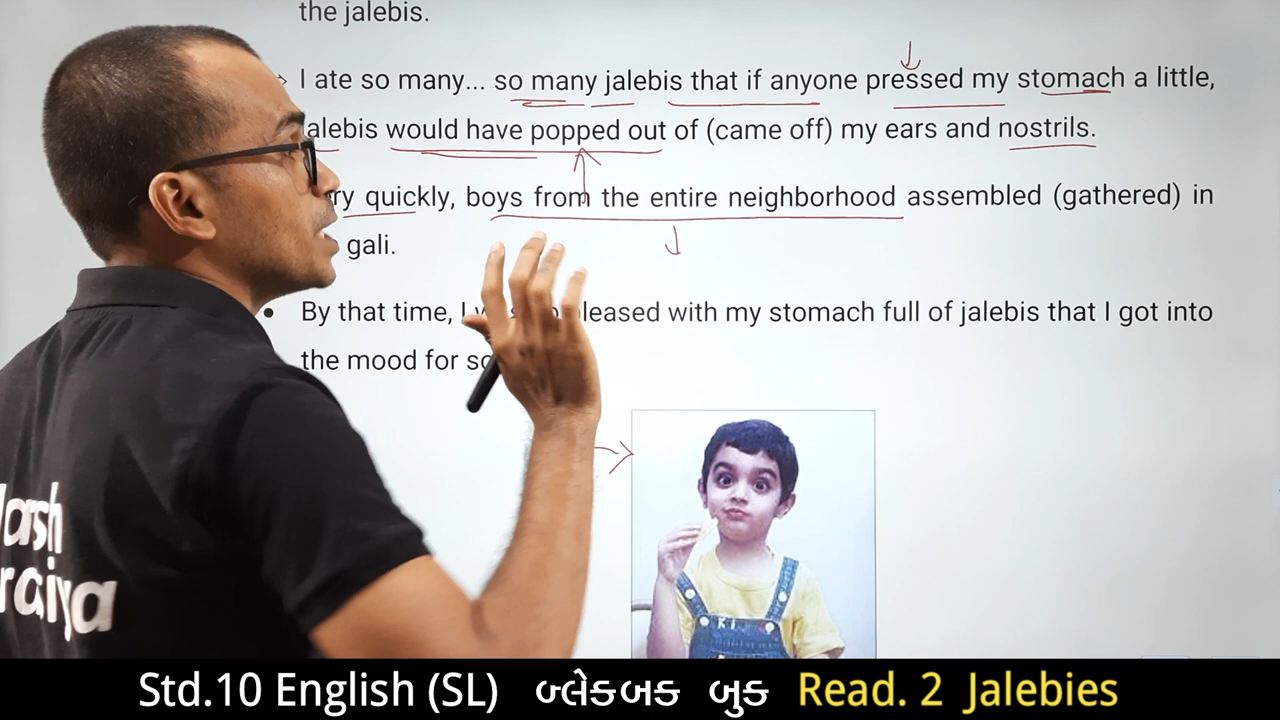 the jalebis.
I ate so many... so many jalebis that if anyone pressed my stomach a little,
alebis would have popped out of (came off) my ears and nostrils.
ry quickly, boys from the entire neighborhood assembled (gathered) in
gali.
• By that time, I leased with my stomach full of jalebis that I got into
the mood for
arsh
raiya
Std.10 English (SL) બ્લેકબક બુક Read. 2 Jalebies